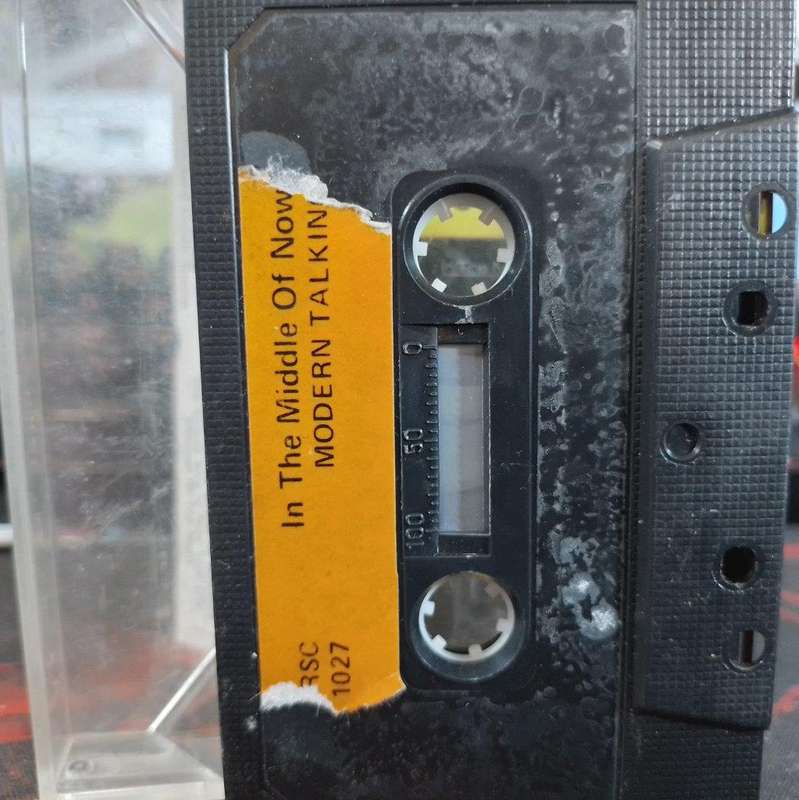 In The Middle Of Now
MODERN TALKIN
RSC
1027
100 50 0